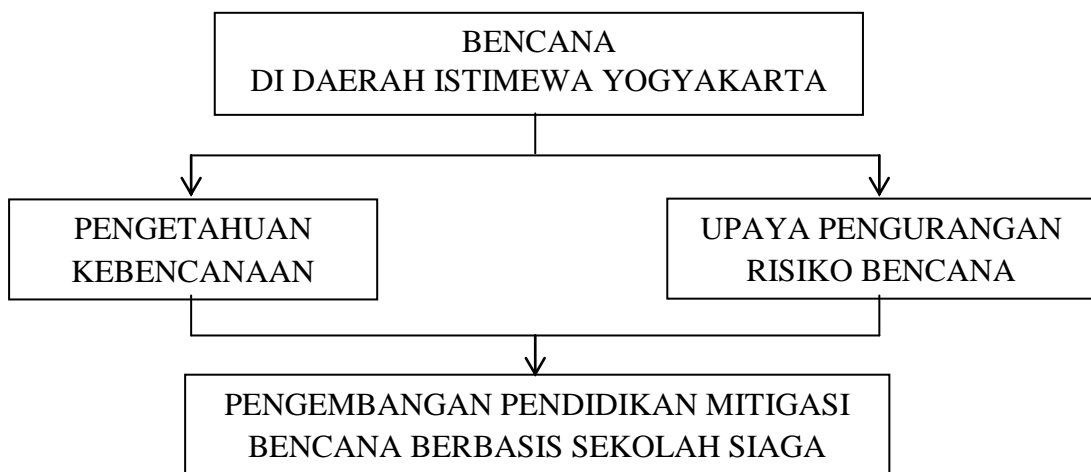 BENCANA
DI DAERAH ISTIMEWA YOGYAKARTA
PENGETAHUAN
KEBENCANAAN
UPAYA PENGURANGAN
RISIKO BENCANA
PENGEMBANGAN PENDIDIKAN MITIGASI
BENCANA BERBASIS SEKOLAH SIAGA